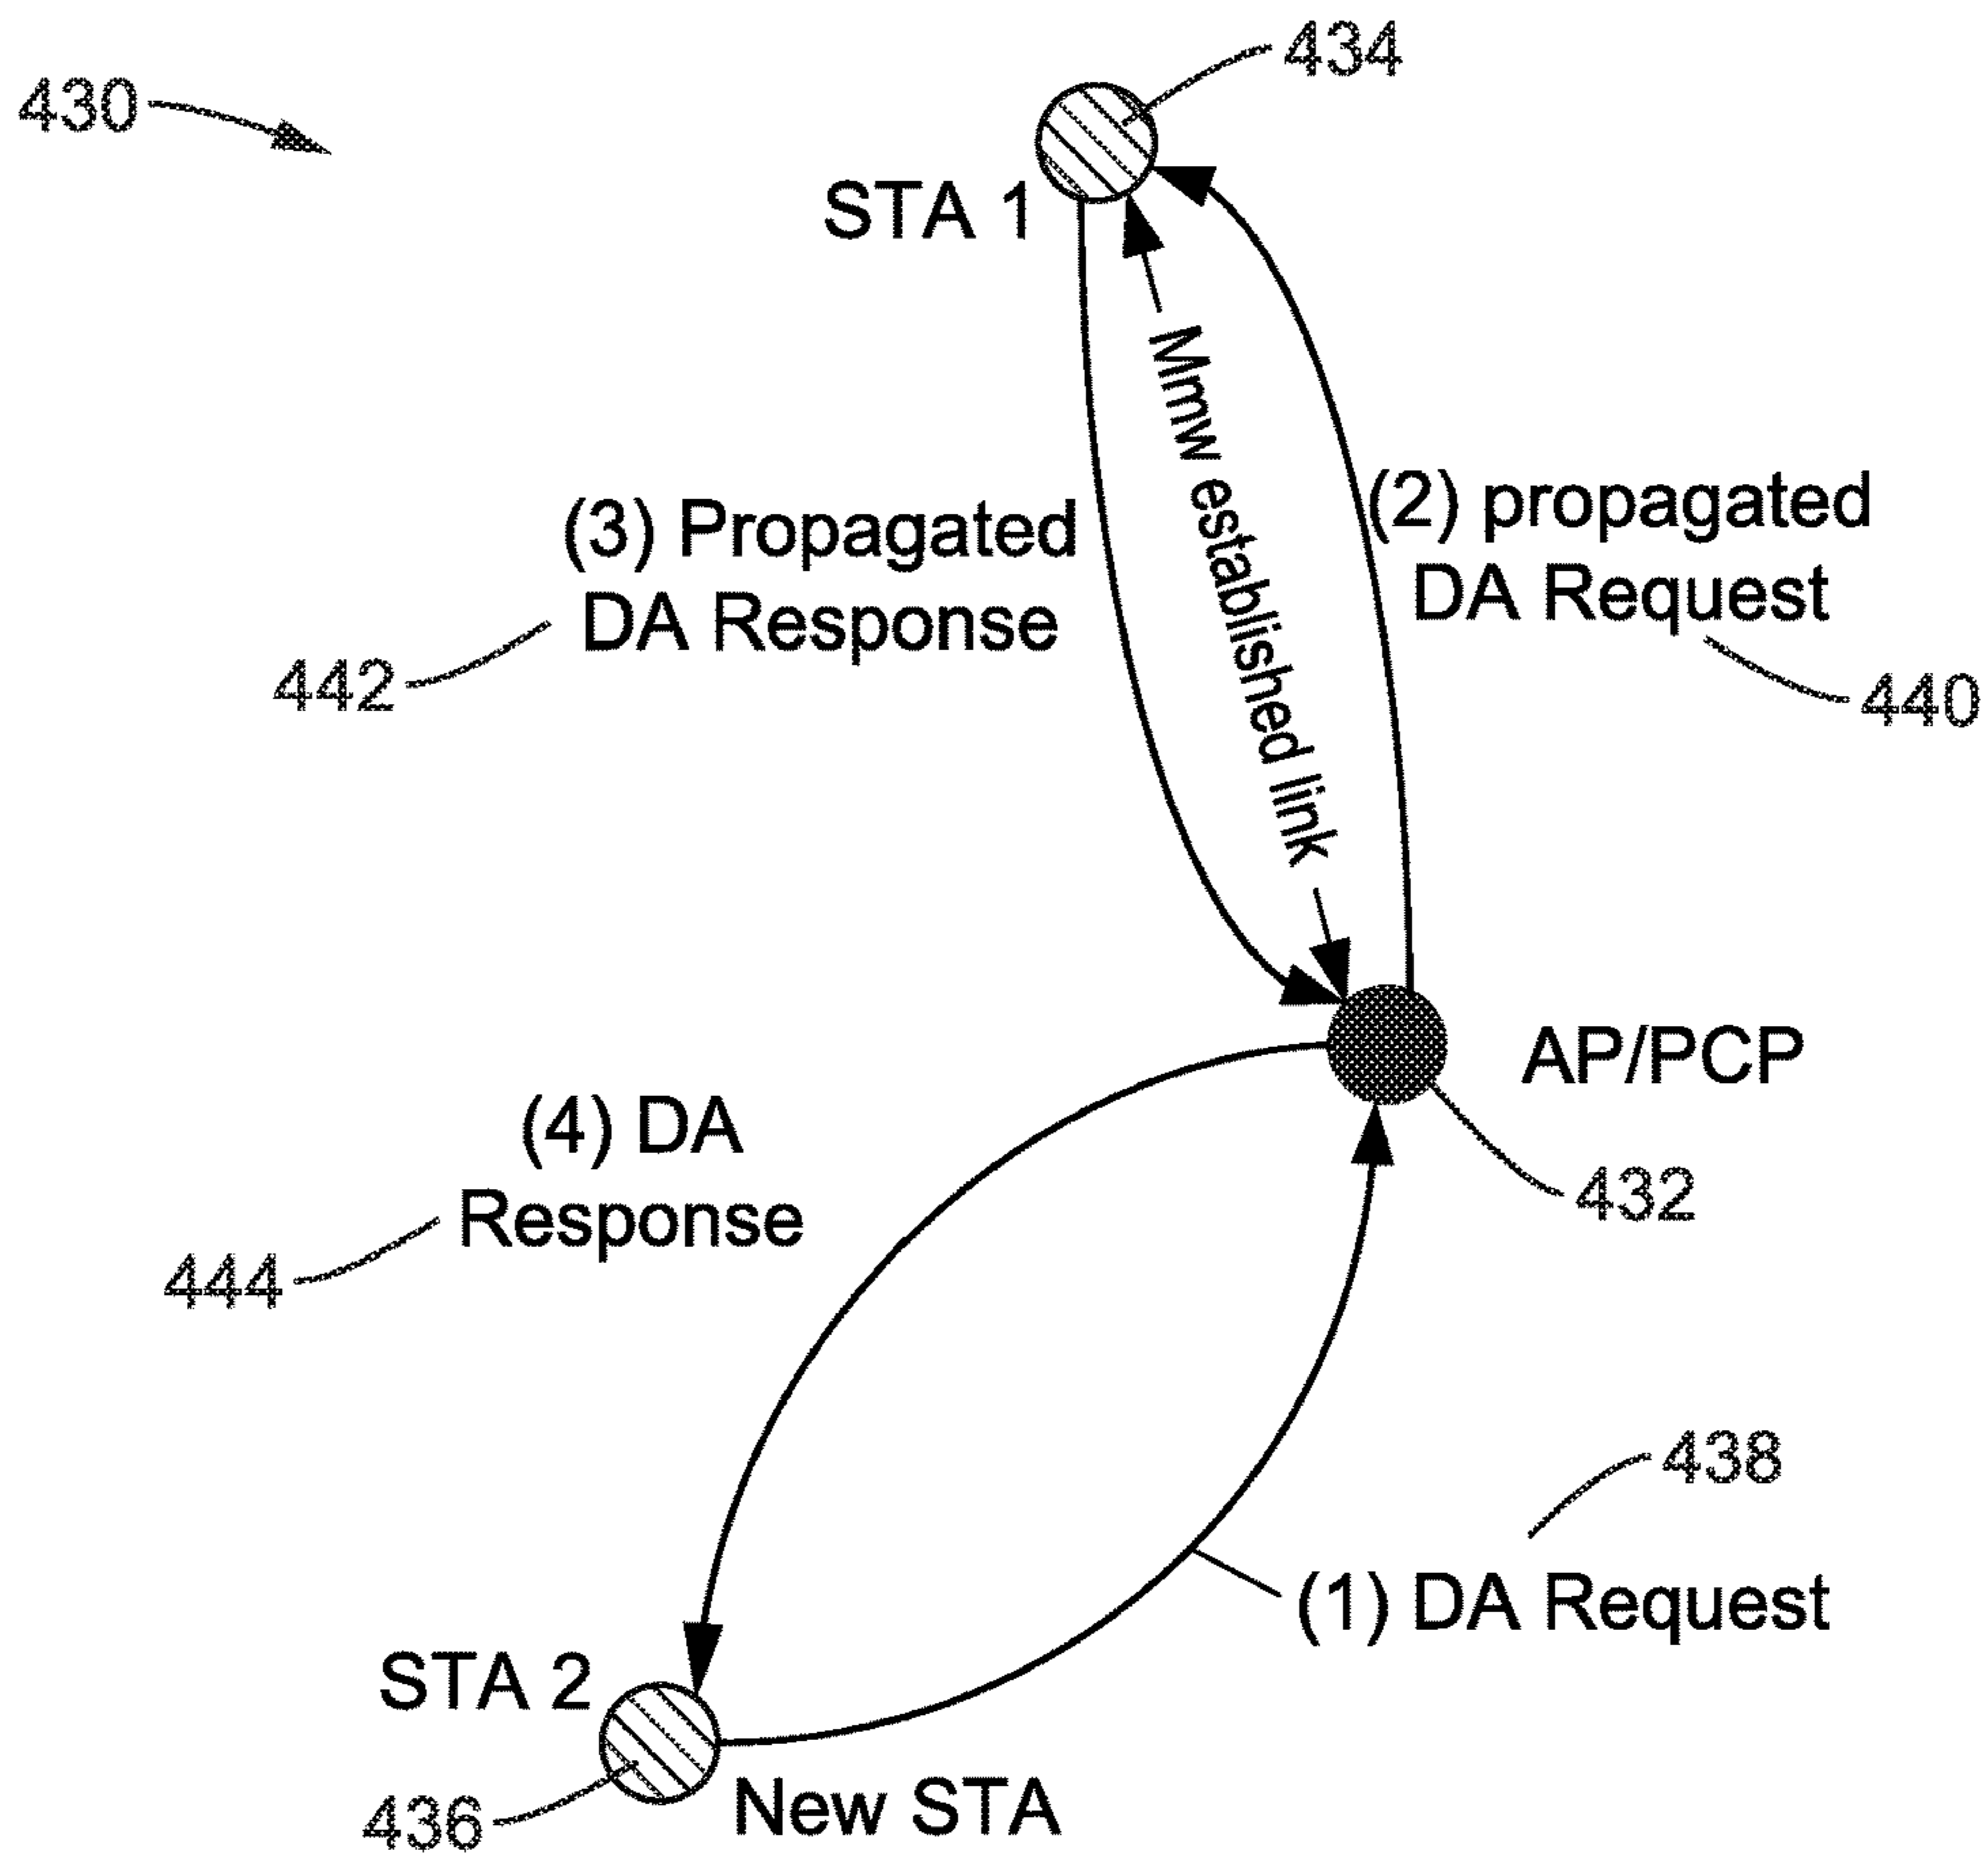 434
430
STA 1
Mmw established link
(2) propagated
DA Request
(3) Propagated
DA Response
442
440
AP/PCP
432
(4) DA
Response
444
438
(1) DA Request
STA 2
436
New STA